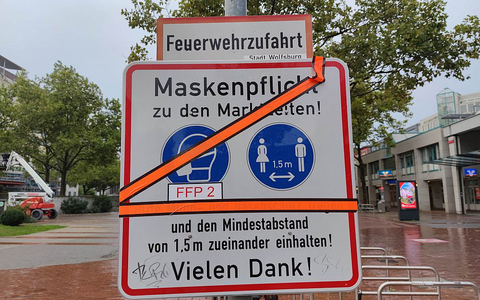 Feuerwehrzufahrt
Stadt Wolfsburg
Maskenpflicht
zu den Marktzeiten!
1,5 m
FFP 2
und den Mindestabstand
von 1,5 m zueinander einhalten!
Vielen Dank!